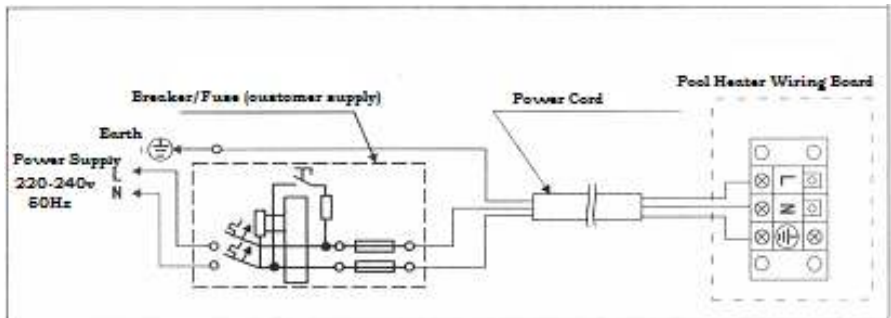 Pool Heater Wiring Board
Breaker/Fuse (customer supply)
Power Cord
Earth
Power Supply
L
220-240v
N
50Hz
L
N